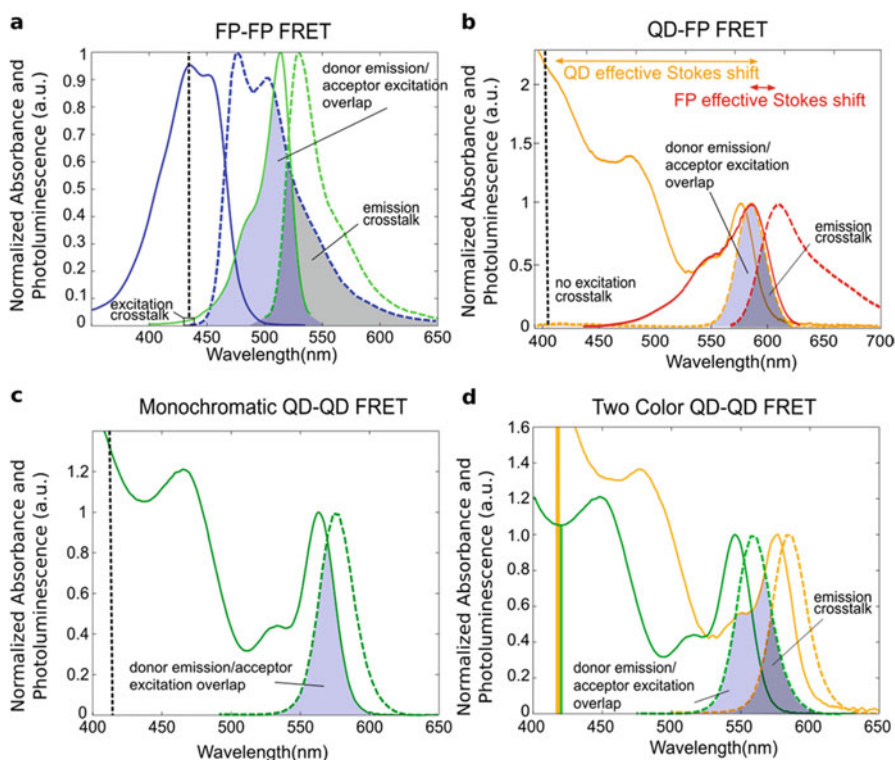 a
FP-FP FRET
Normalized Absorbance and
Photoluminescence (a.u.)
1
0.9
0.8
0.7
0.6
0.5
0.4
0.3
0.2
0.1
0
donor emission/
acceptor excitation
overlap
emission
crosstalk
excitation
crosstalk
400 450 500 550 600 650
Wavelength(nm)
b
QD-FP FRET
Normalized Absorbance and
Photoluminescence (a.u.)
2
1
0.5
0
QD effective Stokes shift
FP effective Stokes shift
donor emission/
acceptor excitation
overlap
emission
crosstalk
no excitation
crosstalk
400 450 500 550 600 650 700
Wavelength(nm)
c
Monochromatic QD-QD FRET
Normalized Absorbance and
Photoluminescence (a.u.)
1.2
1
0.8
0.6
0.4
0.2
0
donor emission/acceptor
excitation overlap
400 450 500 550 600 650
Wavelength(nm)
d
Two Color QD-QD FRET
Normalized Absorbance and
Photoluminescence (a.u.)
1.6
1.4
1.2
1.0
0.8
0.6
0.4
0.2
0
emission
crosstalk
donor emission/
acceptor excitation
overlap
400 450 500 550 600 650
Wavelength(nm)